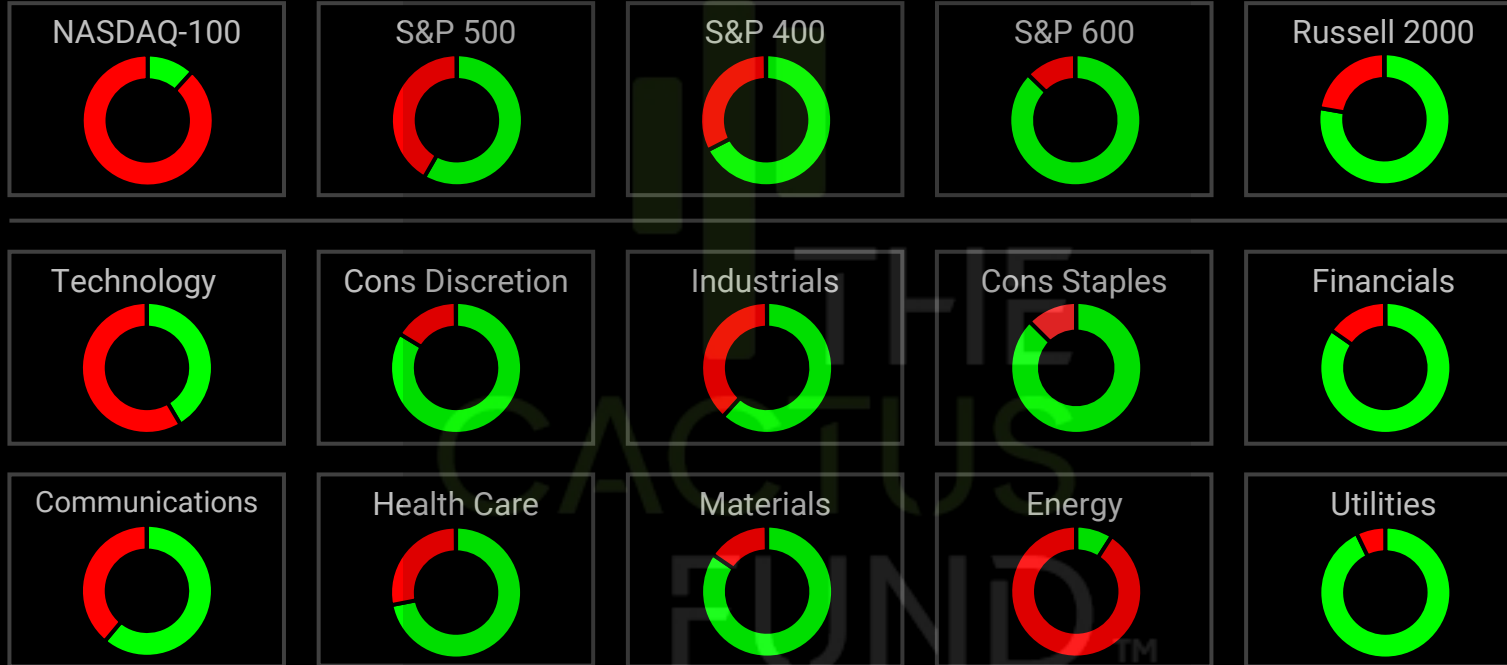 NASDAQ-100
S&P 500
S&P 400
S&P 600
Russell 2000
Technology
Cons Discretion
Industrials
Cons Staples
Financials
Communications
Health Care
Materials
Energy
Utilities
THE
CACTUS
FUND™